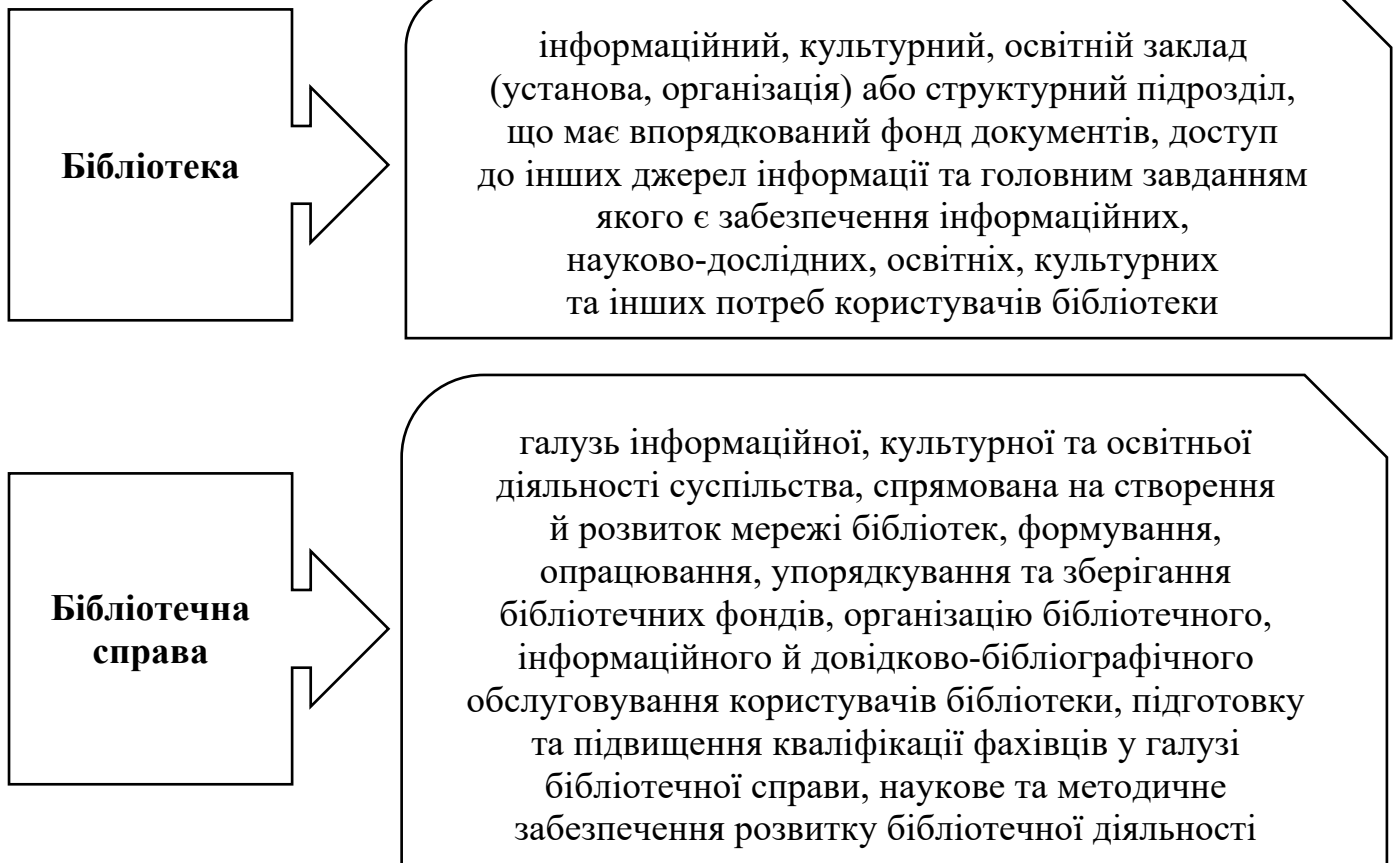 Бібліотека
інформаційний, культурний, освітній заклад
(установа, організація) або структурний підрозділ,
що має впорядкований фонд документів, доступ
до інших джерел інформації та головним завданням
якого є забезпечення інформаційних,
науково-дослідних, освітніх, культурних
та інших потреб користувачів бібліотеки
Бібліотечна
справа
галузь інформаційної, культурної та освітньої
діяльності суспільства, спрямована на створення
й розвиток мережі бібліотек, формування,
опрацювання, упорядкування та зберігання
бібліотечних фондів, організацію бібліотечного,
інформаційного й довідково-бібліографічного
обслуговування користувачів бібліотеки, підготовку
та підвищення кваліфікації фахівців у галузі
бібліотечної справи, наукове та методичне
забезпечення розвитку бібліотечної діяльності